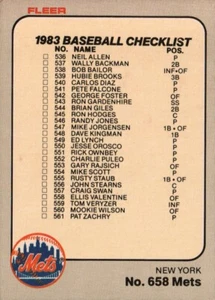 FLEER
1983 BASEBALL CHECKLIST
NO. NAME POS.
536 NEIL ALLEN P
537 WALLY BACKMAN 2B
538 BOB BAILOR INF•OF
539 HUBIE BROOKS 3B
540 CARLOS DIAZ P
541 PETE FALCONE P
542 GEORGE FOSTER OF
543 RON GARDENHIRE SS
544 BRIAN GILES 2B
545 RON HODGES C
546 RANDY JONES P
547 MIKE JORGENSEN 1B•OF
548 DAVE KINGMAN 1B
549 ED LYNCH P
550 JESSE OROSCO P
551 RICK OWNBEY P
552 CHARLIE PULEO P
553 GARY RAJSICH OF
554 MIKE SCOTT P
555 RUSTY STAUB 1B•OF
556 JOHN STEARNS C
557 CRAIG SWAN P
558 ELLIS VALENTINE OF
559 TOM VERYZER INF
560 MOOKIE WILSON OF
561 PAT ZACHRY P
Mets
NEW YORK
No. 658 Mets